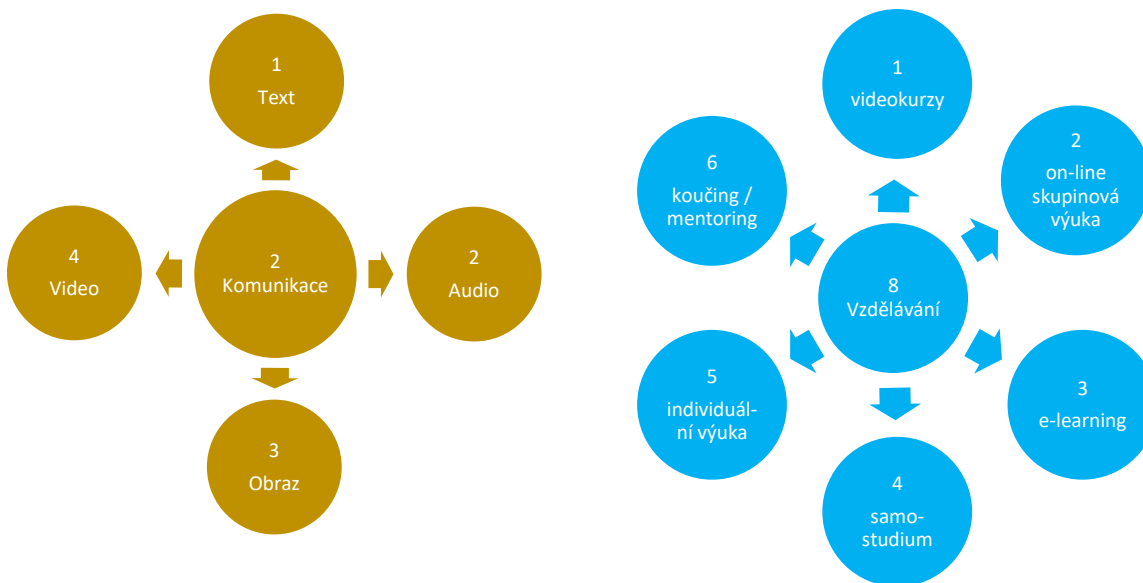 1
Text
4
Video
2
Komunikace
2
Audio
3
Obraz
1
videokurzy
6
koučing /
mentoring
2
on-line
skupinová
výuka
8
Vzdělávání
5
individuál-
ní výuka
3
e-learning
4
samo-
studium